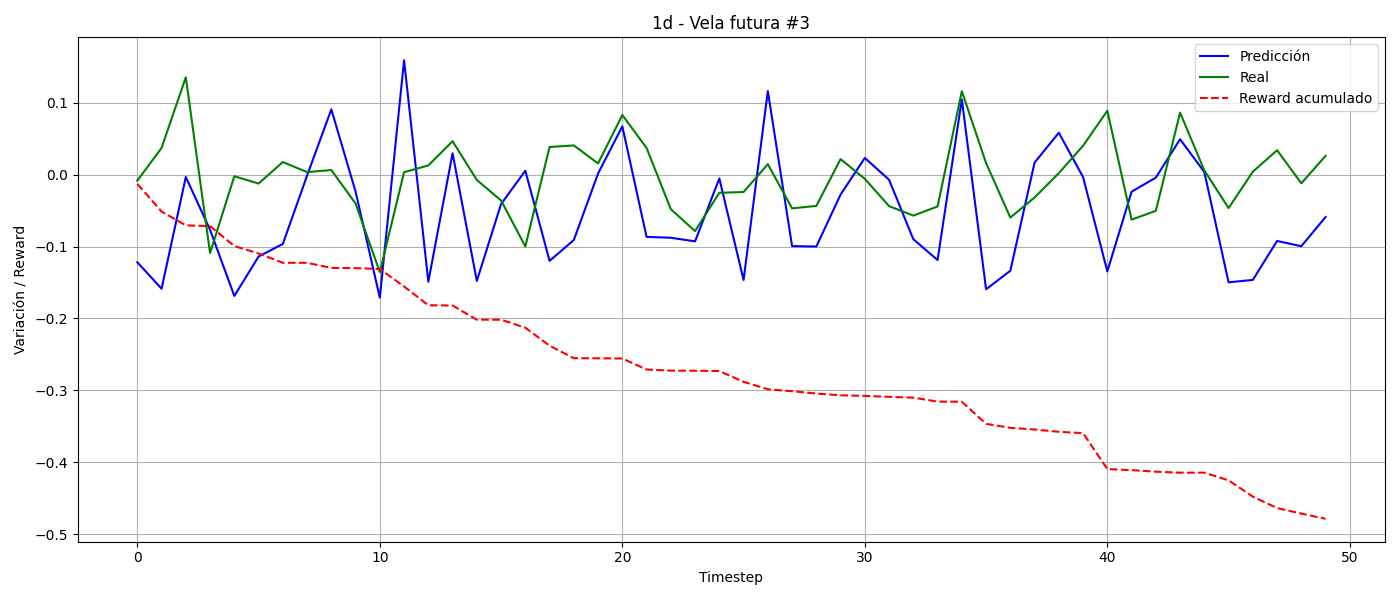 1d - Vela futura #3
Predicción
Real
Reward acumulado
Variación / Reward
0.1
0.0
−0.1
−0.2
−0.3
−0.4
−0.5
0 10 20 30 40 50
Timestep